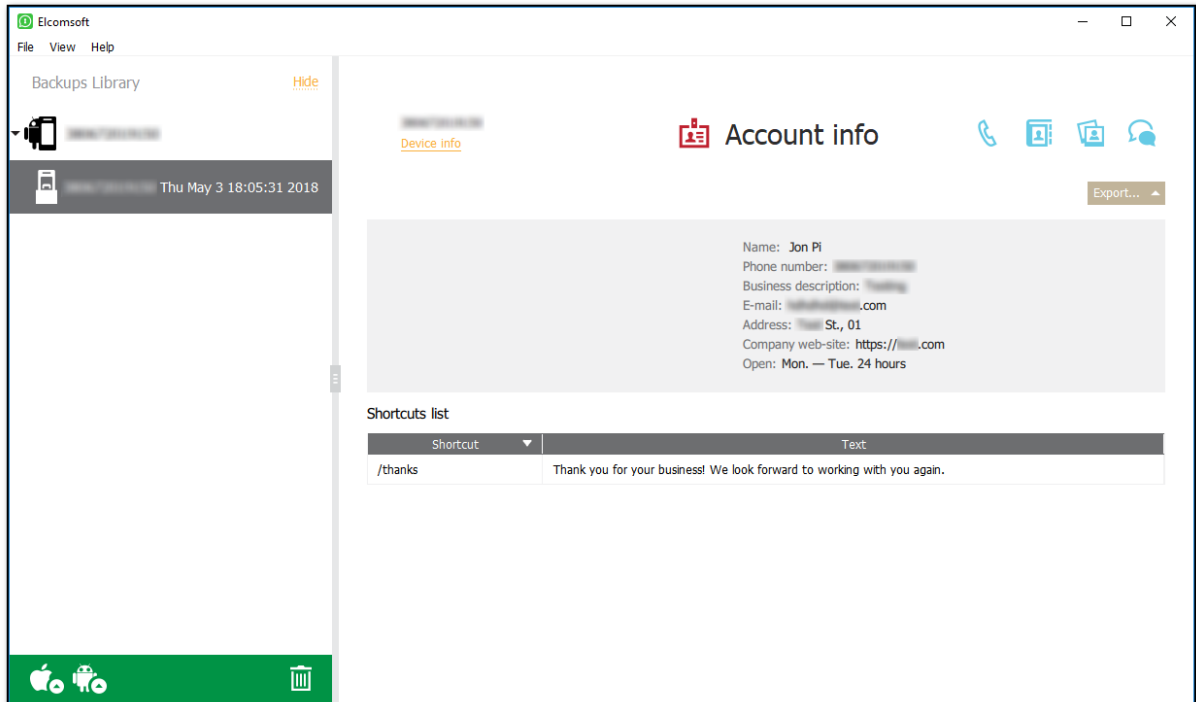 Elcomsoft
File View Help
Backups Library Hide
Thu May 3 18:05:31 2018
Device info
Account info
Export...
Name: Jon Pi
Phone number:
Business description:
E-mail: .com
Address: St., 01
Company web-site: https:// .com
Open: Mon. — Tue. 24 hours
Shortcuts list
Shortcut Text
/thanks Thank you for your business! We look forward to working with you again.